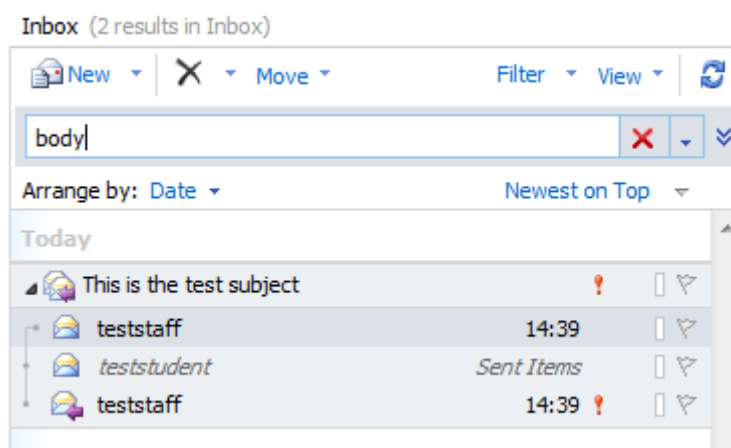 Inbox (2 results in Inbox)
New Move Filter View
body
Arrange by: Date Newest on Top
Today
This is the test subject
teststaff 14:39
teststudent Sent Items
teststaff 14:39